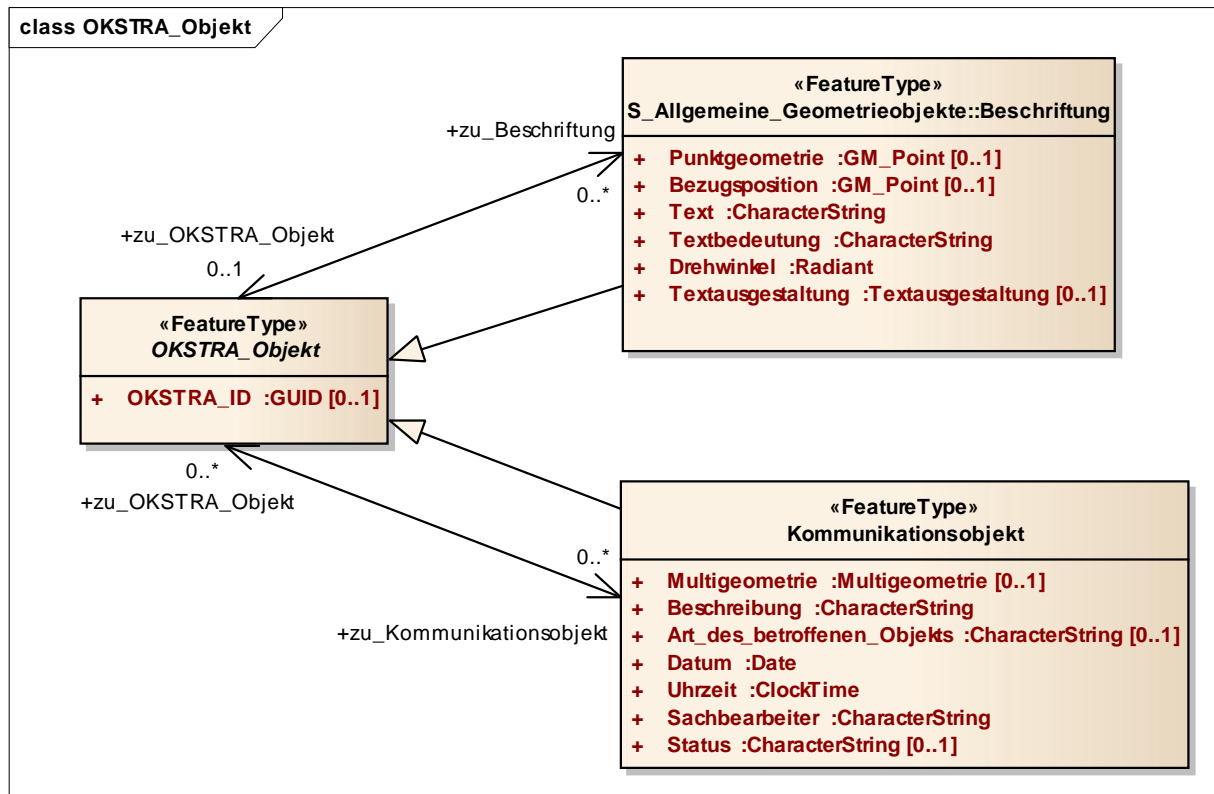 class OKSTRA_Objekt
«FeatureType»
S_Allgemeine_Geometrieobjekte::Beschriftung
+ Punktgeometrie :GM_Point [0..1]
+ Bezugsposition :GM_Point [0..1]
+ Text :CharacterString
+ Textbedeutung :CharacterString
+ Drehwinkel :Radiant
+ Textausgestaltung :Textausgestaltung [0..1]
+zu_Beschriftung
0..*
+zu_OKSTRA_Objekt
0..1
«FeatureType»
OKSTRA_Objekt
+ OKSTRA_ID :GUID [0..1]
0..*
+zu_OKSTRA_Objekt
0..*
+zu_Kommunikationsobjekt
«FeatureType»
Kommunikationsobjekt
+ Multigeometrie :Multigeometrie [0..1]
+ Beschreibung :CharacterString
+ Art_des_betroffenen_Objekts :CharacterString [0..1]
+ Datum :Date
+ Uhrzeit :ClockTime
+ Sachbearbeiter :CharacterString
+ Status :CharacterString [0..1]